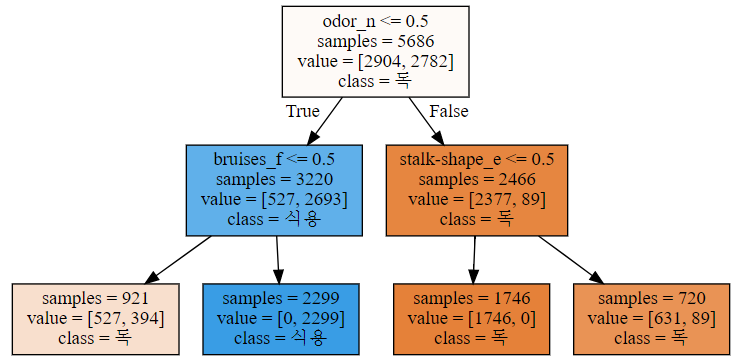 odor_n <= 0.5
samples = 5686
value = [2904, 2782]
class = 독
True
False
bruises_f <= 0.5
samples = 3220
value = [527, 2693]
class = 식용
stalk-shape_e <= 0.5
samples = 2466
value = [2377, 89]
class = 독
samples = 921
value = [527, 394]
class = 독
samples = 2299
value = [0, 2299]
class = 식용
samples = 1746
value = [1746, 0]
class = 독
samples = 720
value = [631, 89]
class = 독